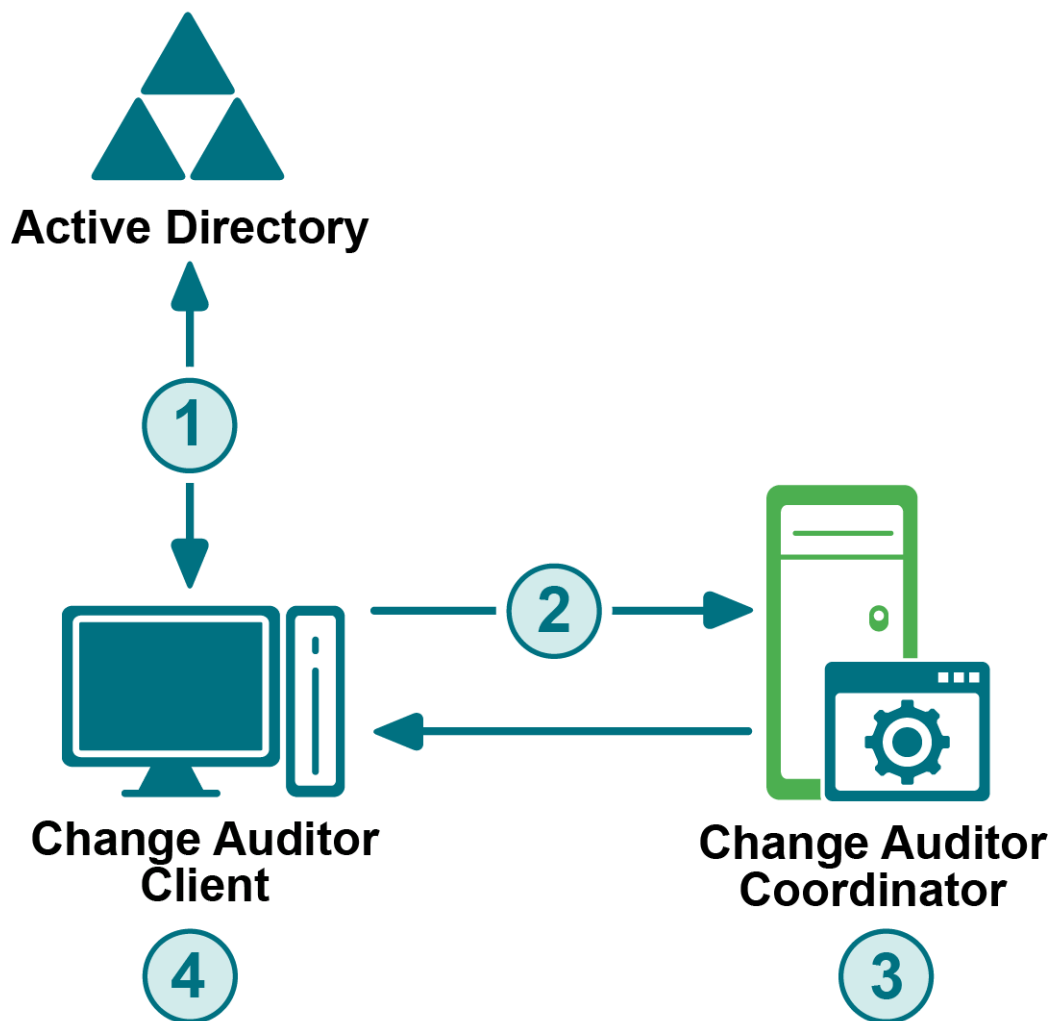 Active Directory
1
2
Change Auditor
Client
Change Auditor
Coordinator
4
3